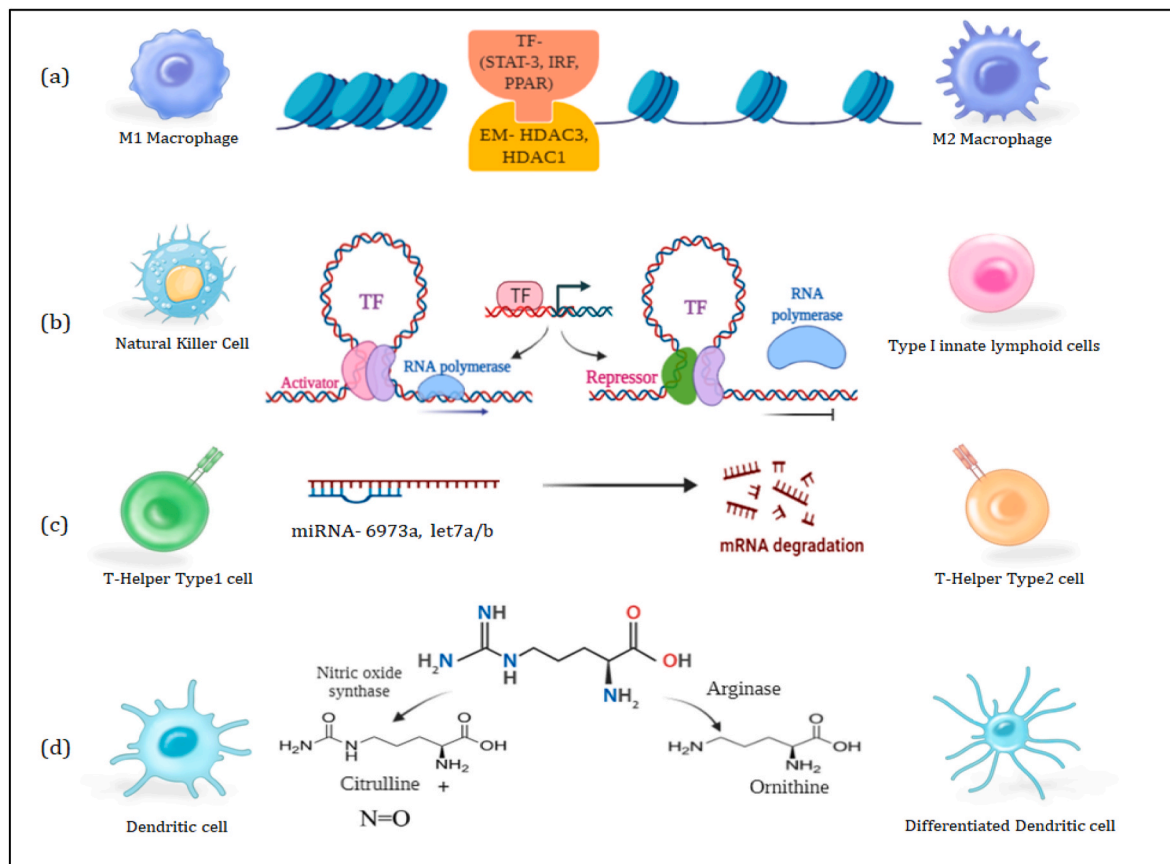 (a)
M1 Macrophage
TF-
(STAT-3, IRF,
PPAR)
EM- HDAC3,
HDAC1
M2 Macrophage
(b)
Natural Killer Cell
TF
Activator
RNA polymerase
TF
TF
Repressor
RNA
polymerase
Type I innate lymphoid cells
(c)
T-Helper Type1 cell
miRNA- 6973a, let7a/b
mRNA degradation
T-Helper Type2 cell
(d)
Dendritic cell
Nitric oxide
synthase
NH
H₂N
N
H
O
OH
NH₂
Arginase
O
H₂N
N
H
O
OH
NH₂
Citrulline +
N=O
H₂N
O
OH
NH₂
Ornithine
Differentiated Dendritic cell